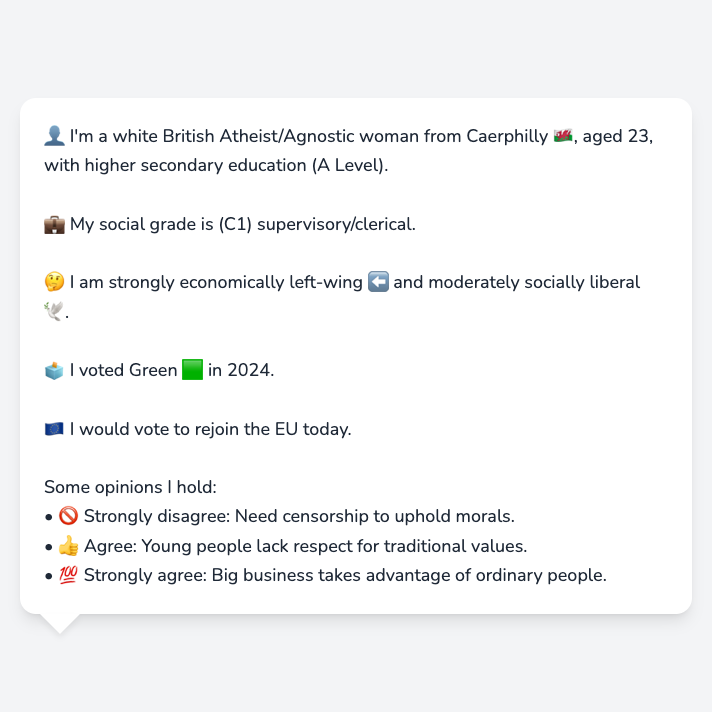 👤 I'm a white British Atheist/Agnostic woman from Caerphilly 🏴󠁧󠁢󠁷󠁬󠁳󠁿, aged 23,
with higher secondary education (A Level).
💼 My social grade is (C1) supervisory/clerical.
🤔 I am strongly economically left-wing ⬅️ and moderately socially liberal
🕊️.
🗳️ I voted Green 🟩 in 2024.
🇪🇺 I would vote to rejoin the EU today.
Some opinions I hold:
• 🚫 Strongly disagree: Need censorship to uphold morals.
• 👍 Agree: Young people lack respect for traditional values.
• 💯 Strongly agree: Big business takes advantage of ordinary people.